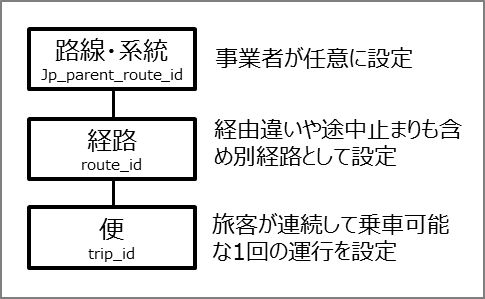 路線・系統
Jp_parent_route_id
事業者が任意に設定
経路
route_id
経由違いや途中止まりも含
め別経路として設定
便
trip_id
旅客が連続して乗車可能
な1回の運行を設定